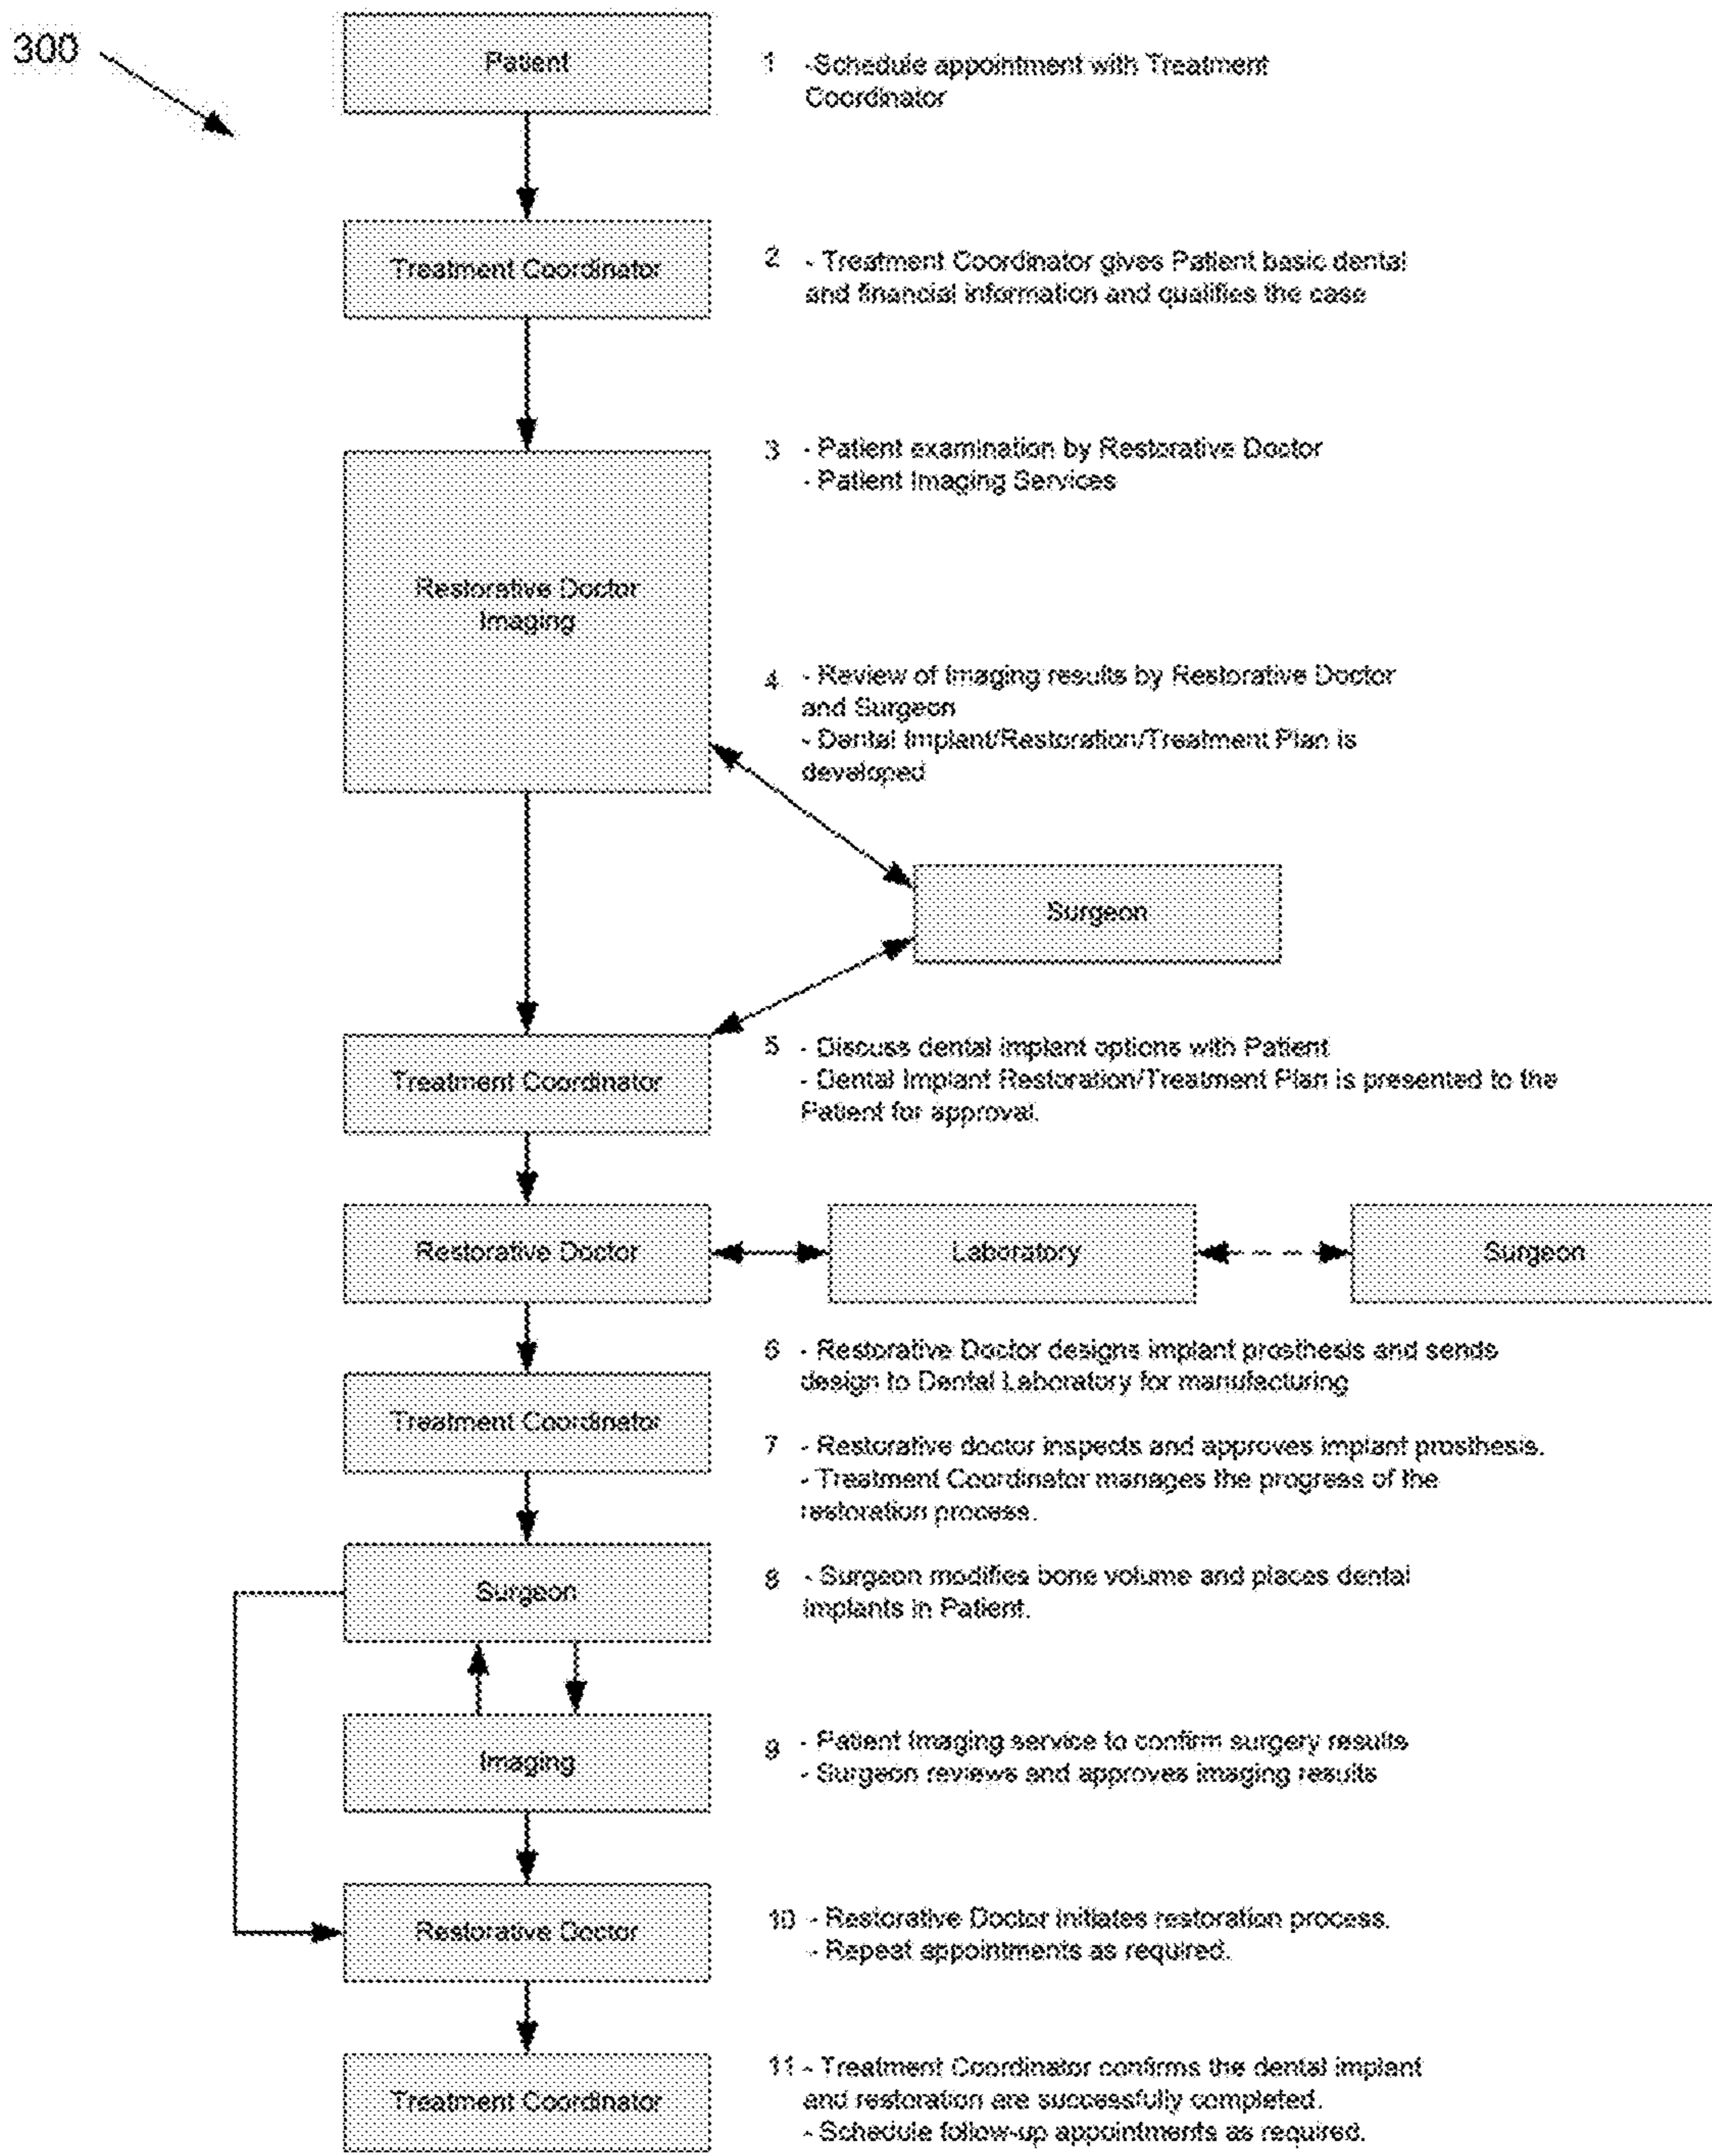 300
Patient
1 -Schedule appointment with Treatment
Coordinator
Treatment Coordinator
2 - Treatment Coordinator gives Patient basic dental
and financial information and qualifies the case
3 - Patient examination by Restorative Doctor
- Patient Imaging Services
Restorative Doctor
Imaging
4 - Review of Imaging results by Restorative Doctor
and Surgeon
- Dental Implant/Restoration/Treatment Plan is
developed
Surgeon
5 - Discuss dental implant options with Patient
- Dental Implant Restoration/Treatment Plan is presented to the
Patient for approval.
Treatment Coordinator
Restorative Doctor
Laboratory
Surgeon
6 - Restorative Doctor designs implant prosthesis and sends
design to Dental Laboratory for manufacturing
Treatment Coordinator
7 - Restorative doctor inspects and approves implant prosthesis.
- Treatment Coordinator manages the progress of the
restoration process.
Surgeon
8 - Surgeon modifies bone volume and places dental
implants in Patient.
Imaging
9 - Patient Imaging service to confirm surgery results
- Surgeon reviews and approves imaging results
Restorative Doctor
10 - Restorative Doctor initiates restoration process.
- Repeat appointments as required.
Treatment Coordinator
11 - Treatment Coordinator confirms the dental implant
and restoration are successfully completed.
- Schedule follow-up appointments as required.